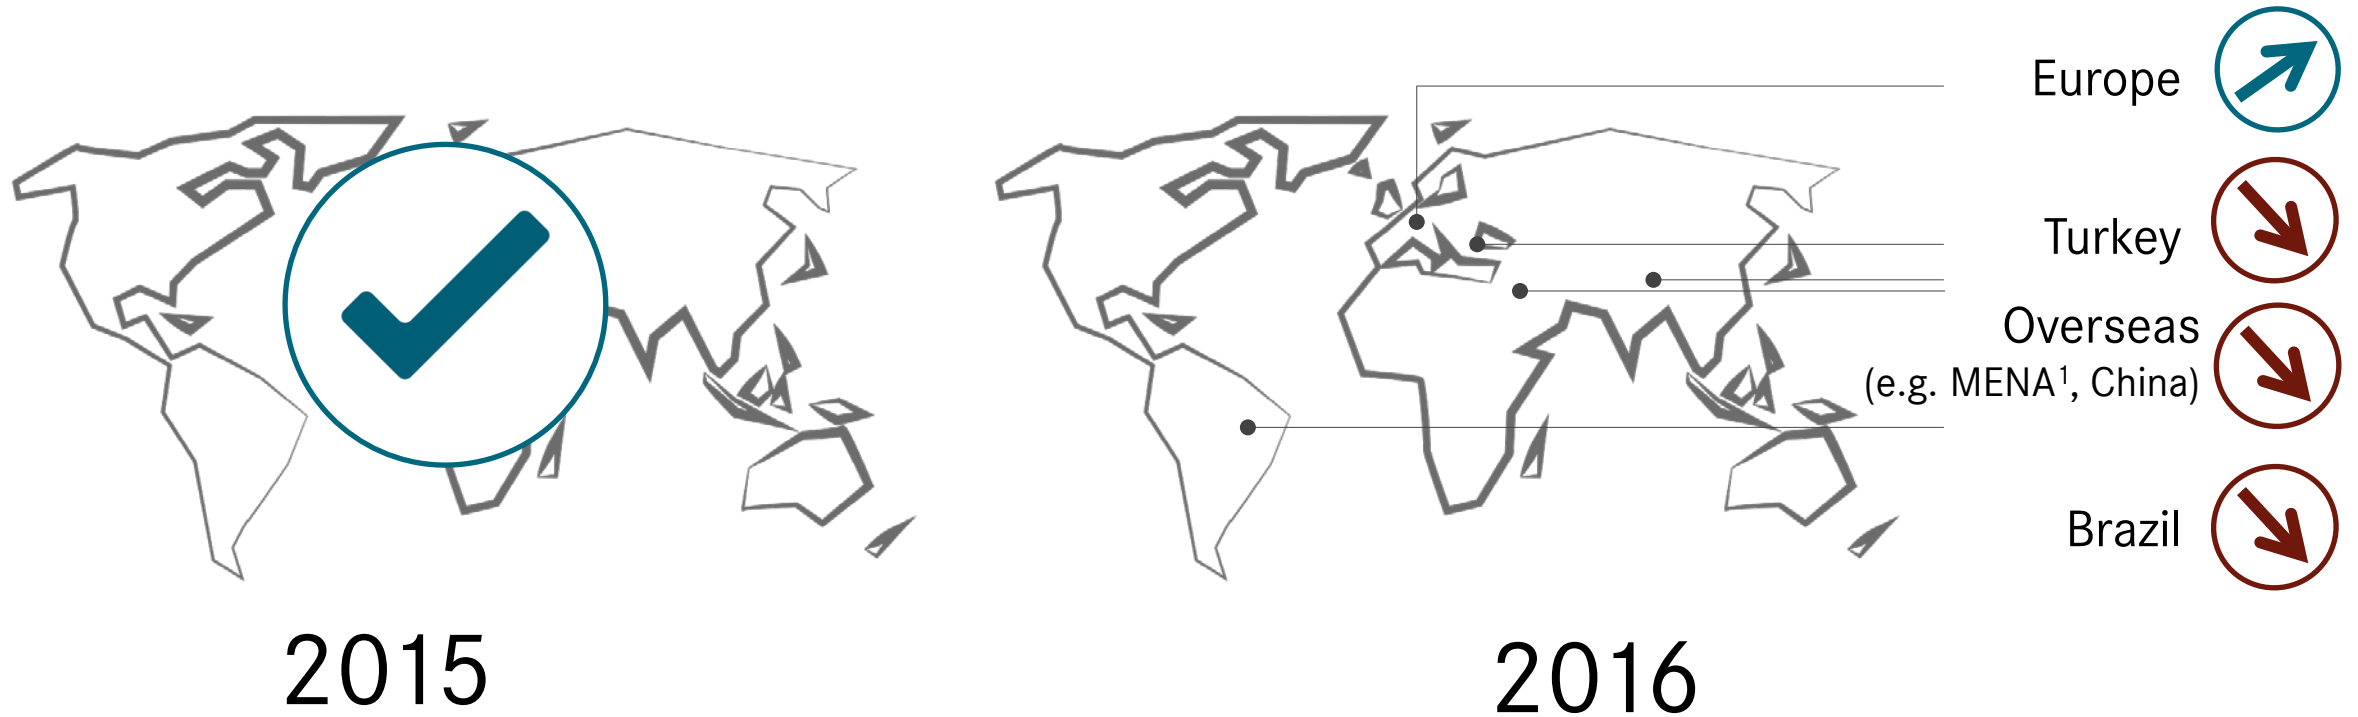 Europe
Turkey
Overseas
(e.g. MENA¹, China)
Brazil
2015
2016